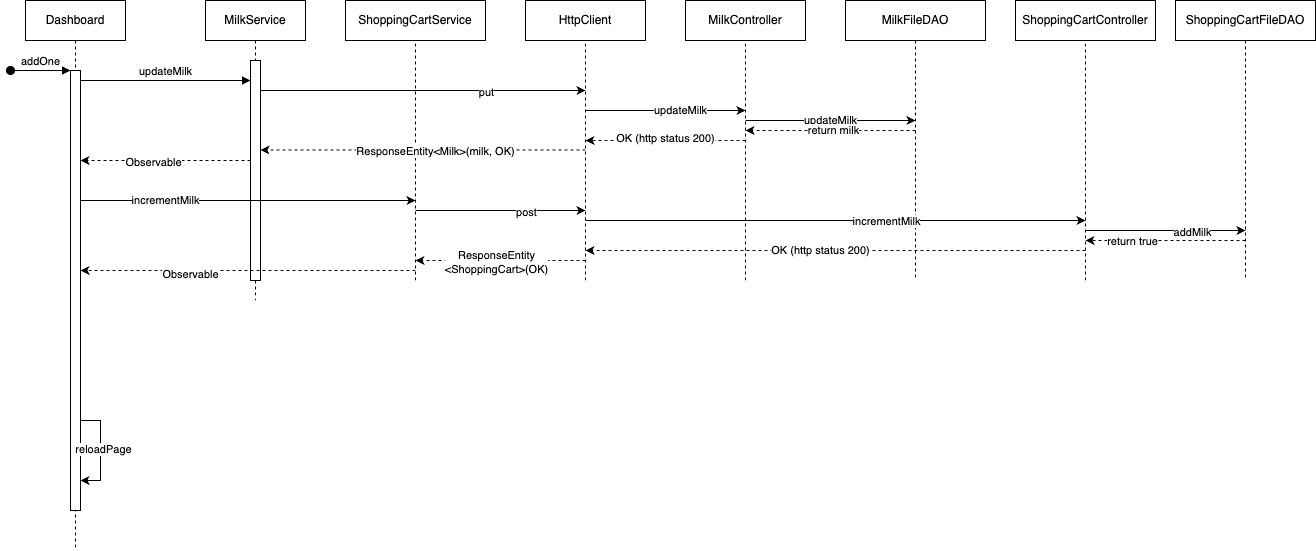 Dashboard
MilkService
ShoppingCartService
HttpClient
MilkController
MilkFileDAO
ShoppingCartController
ShoppingCartFileDAO
addOne
updateMilk
put
updateMilk
updateMilk
return milk
OK (http status 200)
ResponseEntity<Milk>(milk, OK)
Observable
incrementMilk
post
incrementMilk
addMilk
return true
OK (http status 200)
ResponseEntity
<ShoppingCart>(OK)
Observable
reloadPage